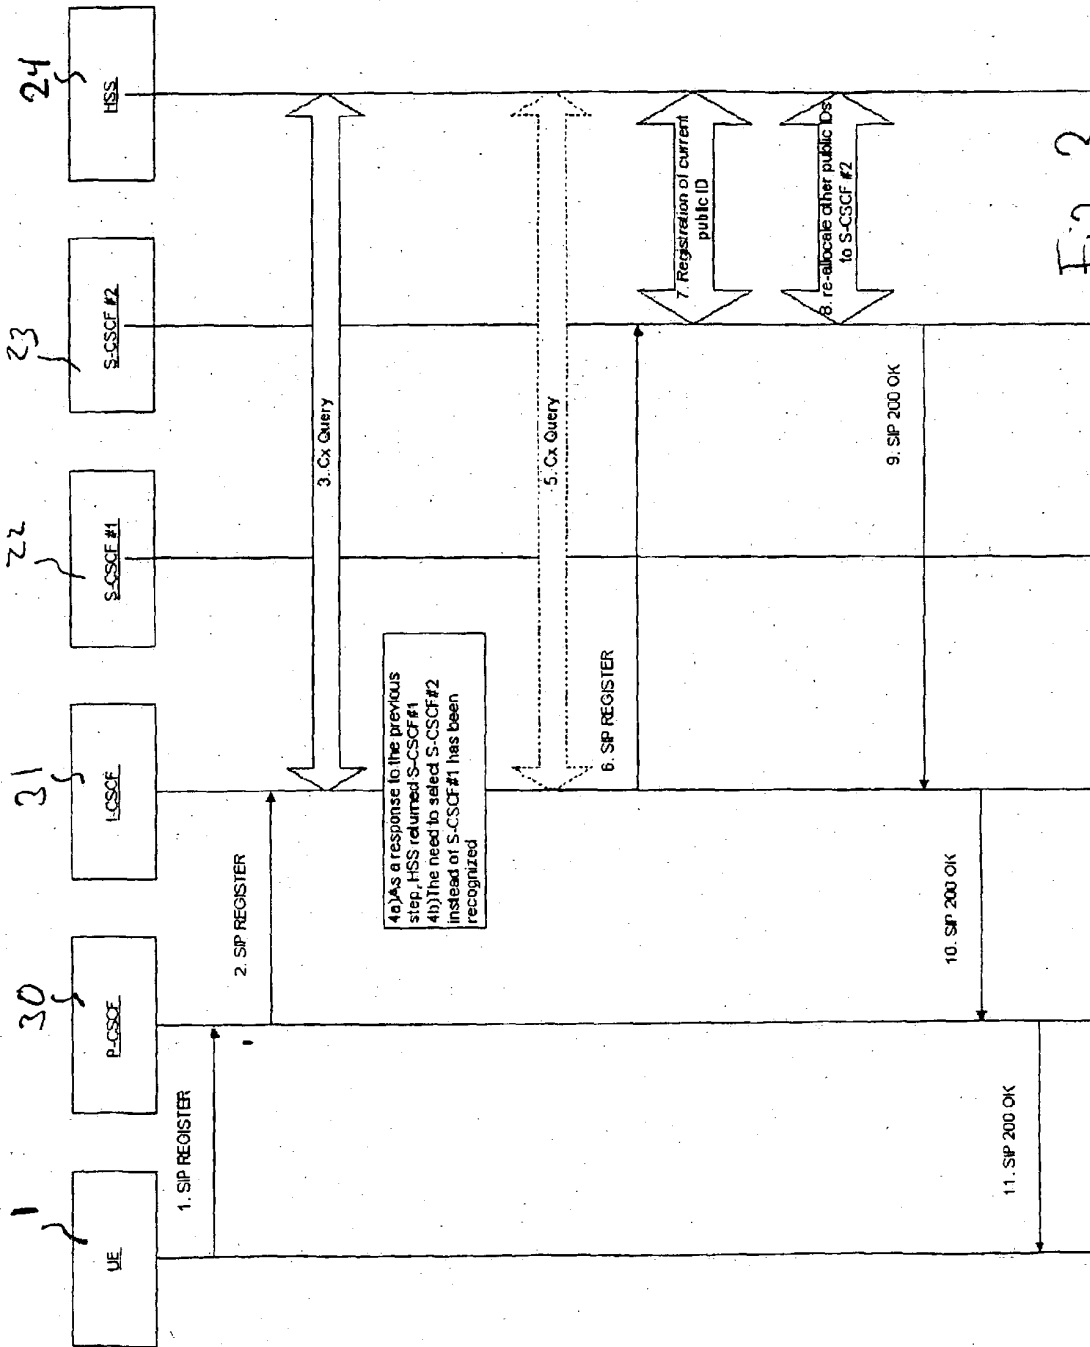 1
30
31
22
23
24
UE
P-CSCF
I-CSCF
S-CSCF #1
S-CSCF #2
HSS
1. SIP REGISTER
2. SIP REGISTER
3. Cx Query
4a)As a response to the previous
step, HSS returned S-CSCF#1
4b)The need to select S-CSCF#2
instead of S-CSCF#1 has been
recognized
5. Cx Query
6. SIP REGISTER
7. Registration of current
public ID
8. re-allocate other public IDs
to S-CSCF #2
9. SIP 200 OK
10. SIP 200 OK
11. SIP 200 OK
Fig 2